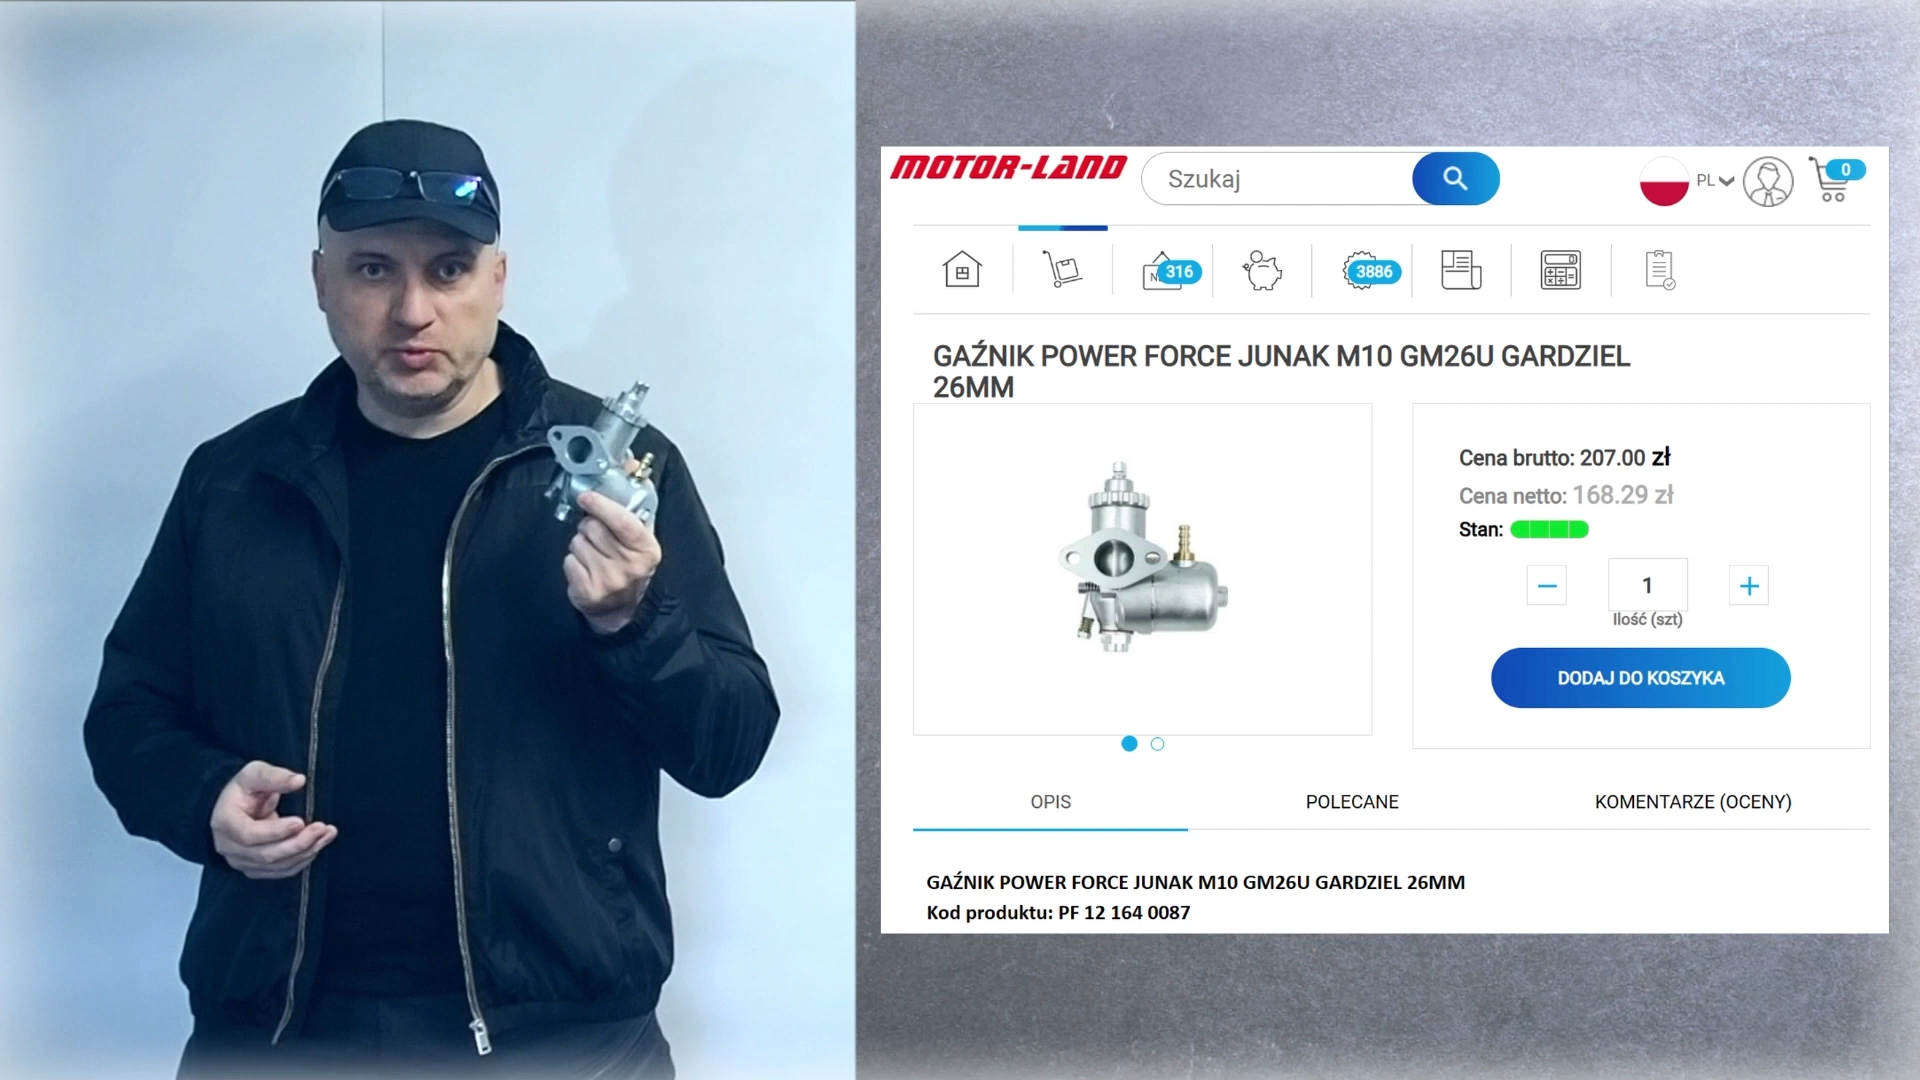 MOTOR-LAND
Szukaj
PL
0
316
3886
GAŹNIK POWER FORCE JUNAK M10 GM26U GARDZIEL
26MM
Cena brutto: 207.00 zł
Cena netto: 168.29 zł
Stan:
1
Ilość (szt)
DODAJ DO KOSZYKA
OPIS
POLECANE
KOMENTARZE (OCENY)
GAŹNIK POWER FORCE JUNAK M10 GM26U GARDZIEL 26MM
Kod produktu: PF 12 164 0087